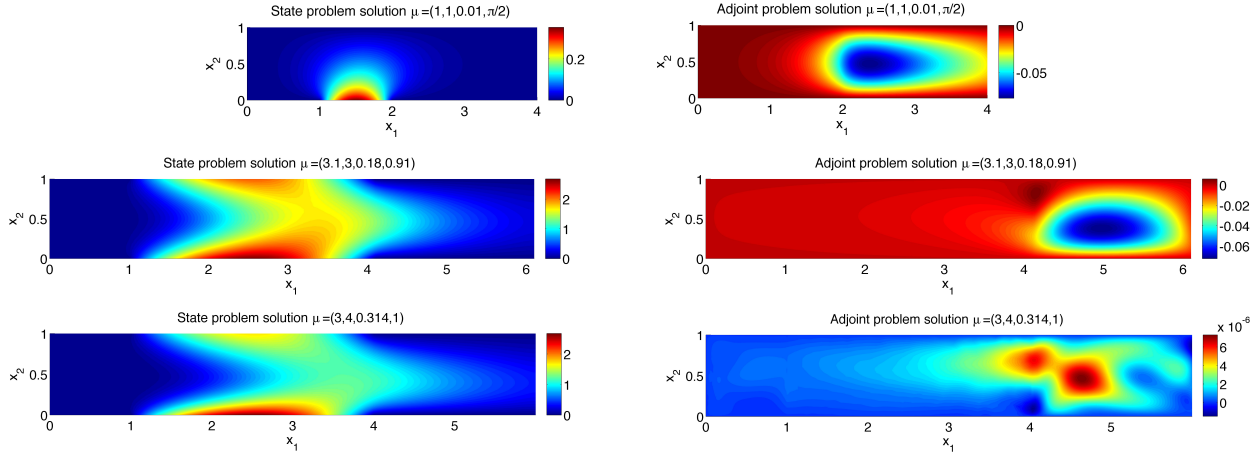 State problem solution μ =(1,1,0.01,π/2)
1
0.5
0
x2
0 1 2 3 4
x1
0.2
0
Adjoint problem solution μ =(1,1,0.01,π/2)
1
0.5
0
x2
0 1 2 3 4
x1
0
-0.05
State problem solution μ =(3.1,3,0.18,0.91)
1
0.5
0
x2
0 1 2 3 4 5 6
x1
2
1
0
Adjoint problem solution μ =(3.1,3,0.18,0.91)
1
0.5
0
x2
0 1 2 3 4 5 6
x1
0
-0.02
-0.04
-0.06
State problem solution μ =(3,4,0.314,1)
1
0.5
0
x2
0 1 2 3 4 5
x1
2
1
0
Adjoint problem solution μ =(3,4,0.314,1)
1
0.5
0
x2
0 1 2 3 4 5
x1
x 10^-6
6
4
2
0